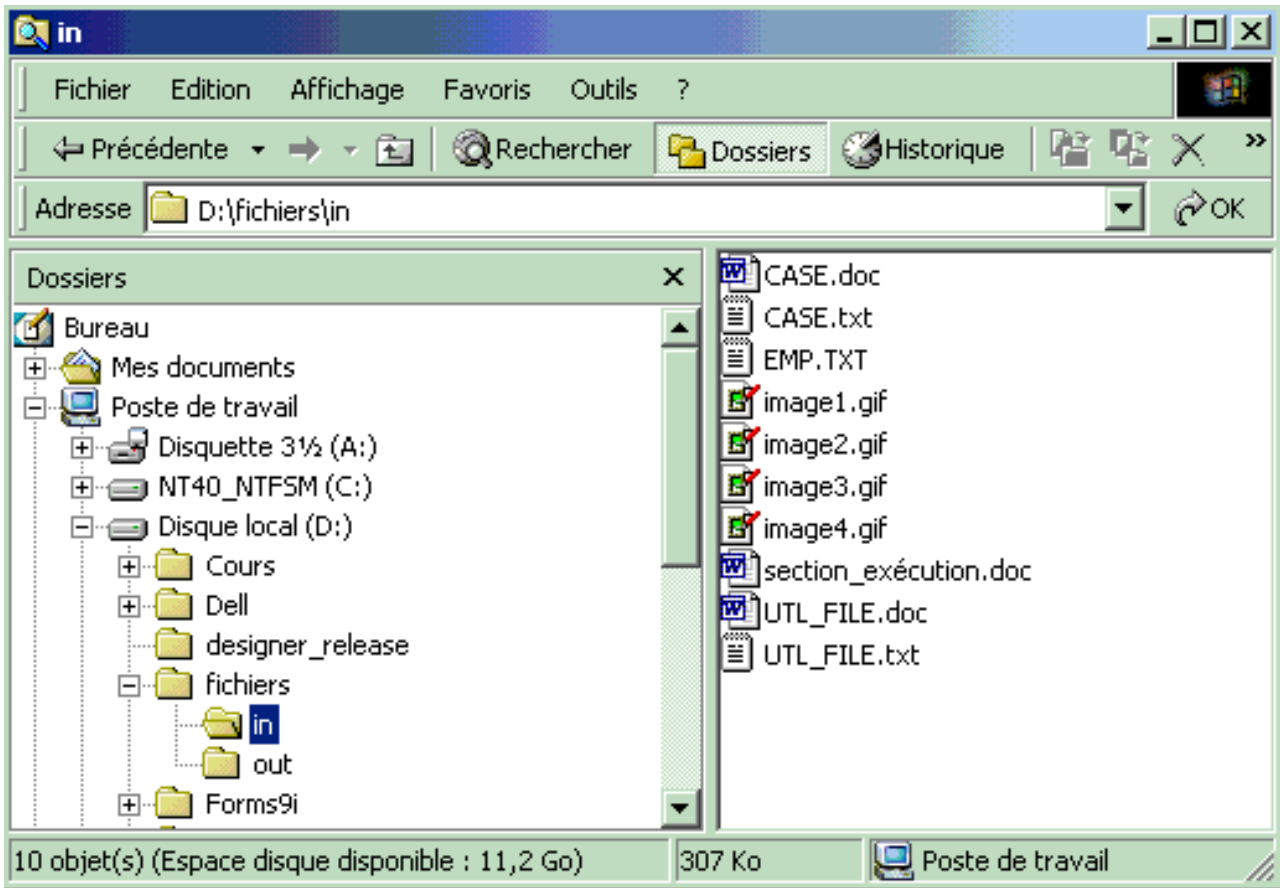 in
Fichier Edition Affichage Favoris Outils ?
Précédente Rechercher Dossiers Historique »
Adresse D:\fichiers\in OK
Dossiers
Bureau
Mes documents
Poste de travail
Disquette 3½ (A:)
NT40_NTFSM (C:)
Disque local (D:)
Cours
Dell
designer_release
fichiers
in
out
Forms9i
CASE.doc
CASE.txt
EMP.TXT
image1.gif
image2.gif
image3.gif
image4.gif
section_exécution.doc
UTL_FILE.doc
UTL_FILE.txt
10 objet(s) (Espace disque disponible : 11,2 Go) 307 Ko Poste de travail